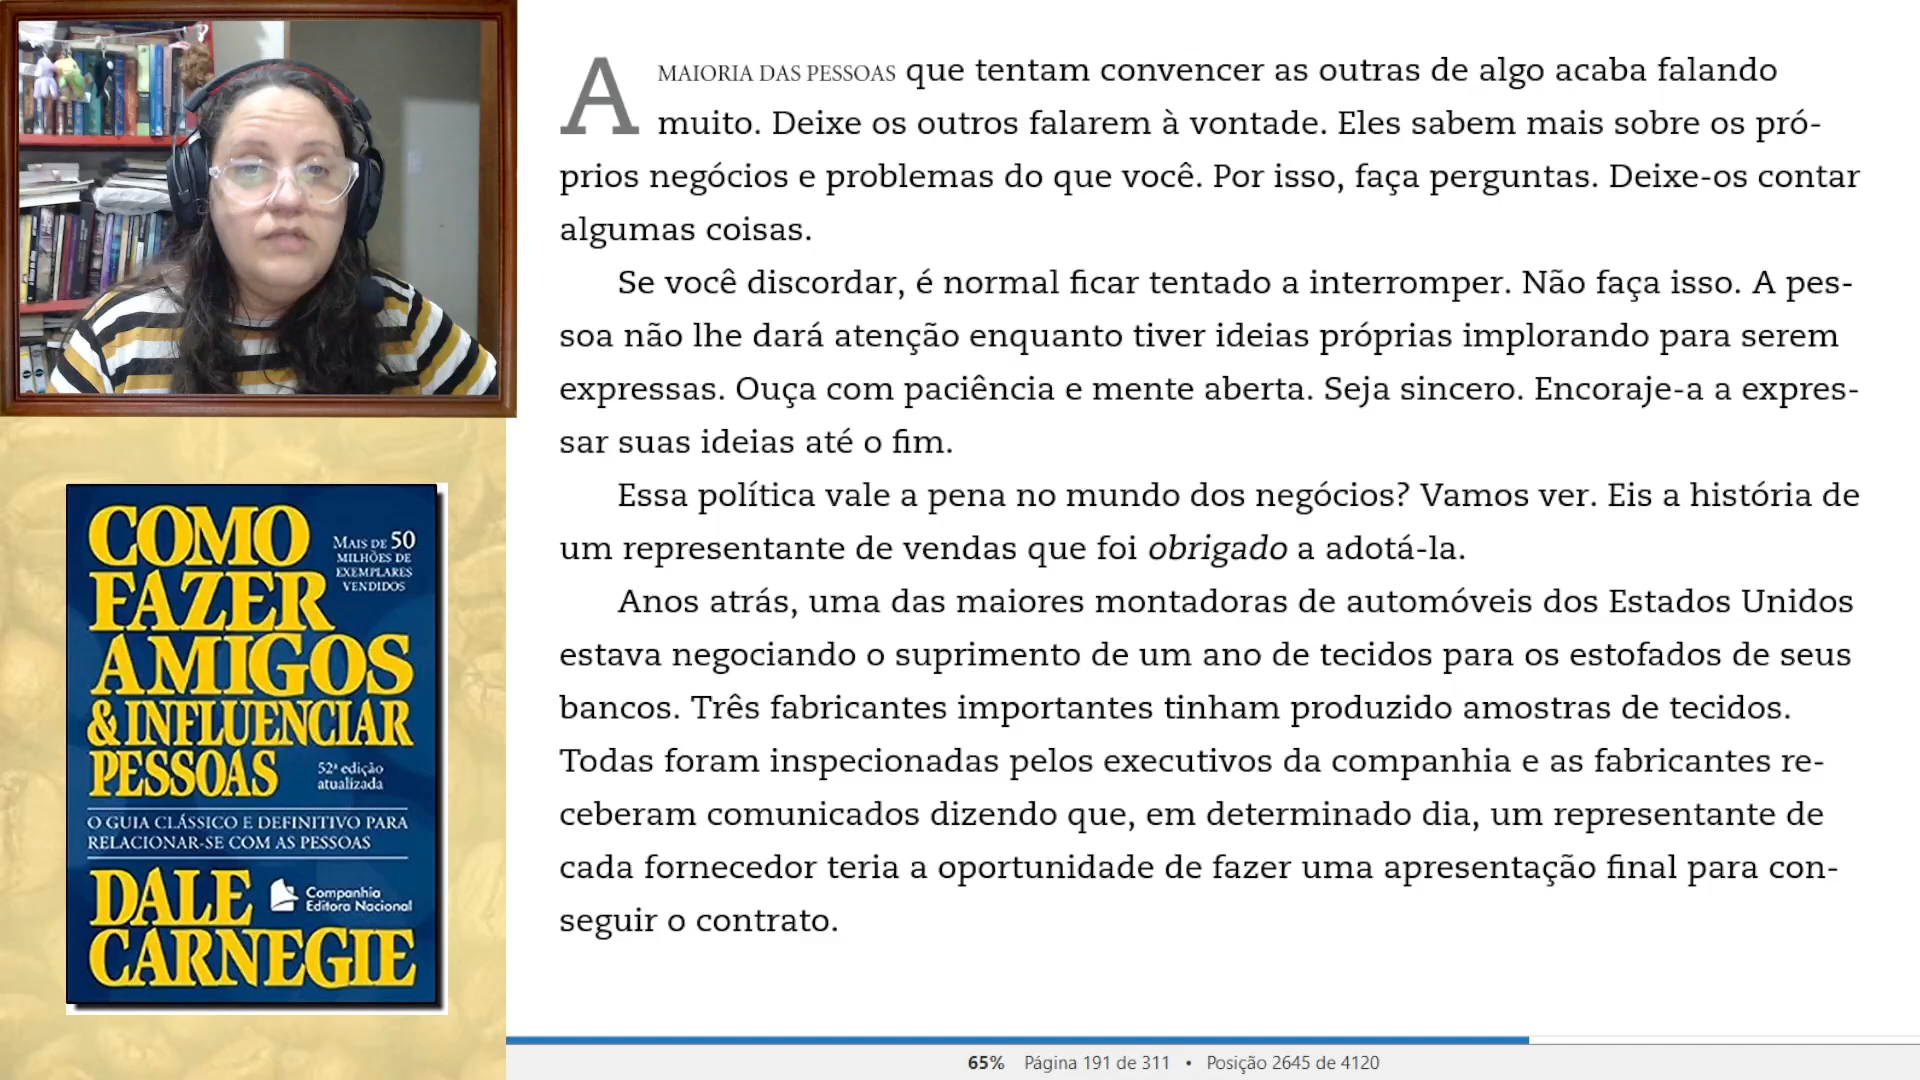 A MAIORIA DAS PESSOAS que tentam convencer as outras de algo acaba falando
muito. Deixe os outros falarem à vontade. Eles sabem mais sobre os pró-
prios negócios e problemas do que você. Por isso, faça perguntas. Deixe-os contar
algumas coisas.
Se você discordar, é normal ficar tentado a interromper. Não faça isso. A pes-
soa não lhe dará atenção enquanto tiver ideias próprias implorando para serem
expressas. Ouça com paciência e mente aberta. Seja sincero. Encoraje-a a expres-
sar suas ideias até o fim.
Essa política vale a pena no mundo dos negócios? Vamos ver. Eis a história de
um representante de vendas que foi obrigado a adotá-la.
Anos atrás, uma das maiores montadoras de automóveis dos Estados Unidos
estava negociando o suprimento de um ano de tecidos para os estofados de seus
bancos. Três fabricantes importantes tinham produzido amostras de tecidos.
Todas foram inspecionadas pelos executivos da companhia e as fabricantes re-
ceberam comunicados dizendo que, em determinado dia, um representante de
cada fornecedor teria a oportunidade de fazer uma apresentação final para con-
seguir o contrato.
65% Página 191 de 311 • Posição 2645 de 4120
COMO
FAZER
AMIGOS
& INFLUENCIAR
PESSOAS
MAIS DE 50
MILHÕES DE
EXEMPLARES
VENDIDOS
52ª edição
atualizada
O GUIA CLÁSSICO E DEFINITIVO PARA
RELACIONAR-SE COM AS PESSOAS
DALE
CARNEGIE
Companhia
Editora Nacional